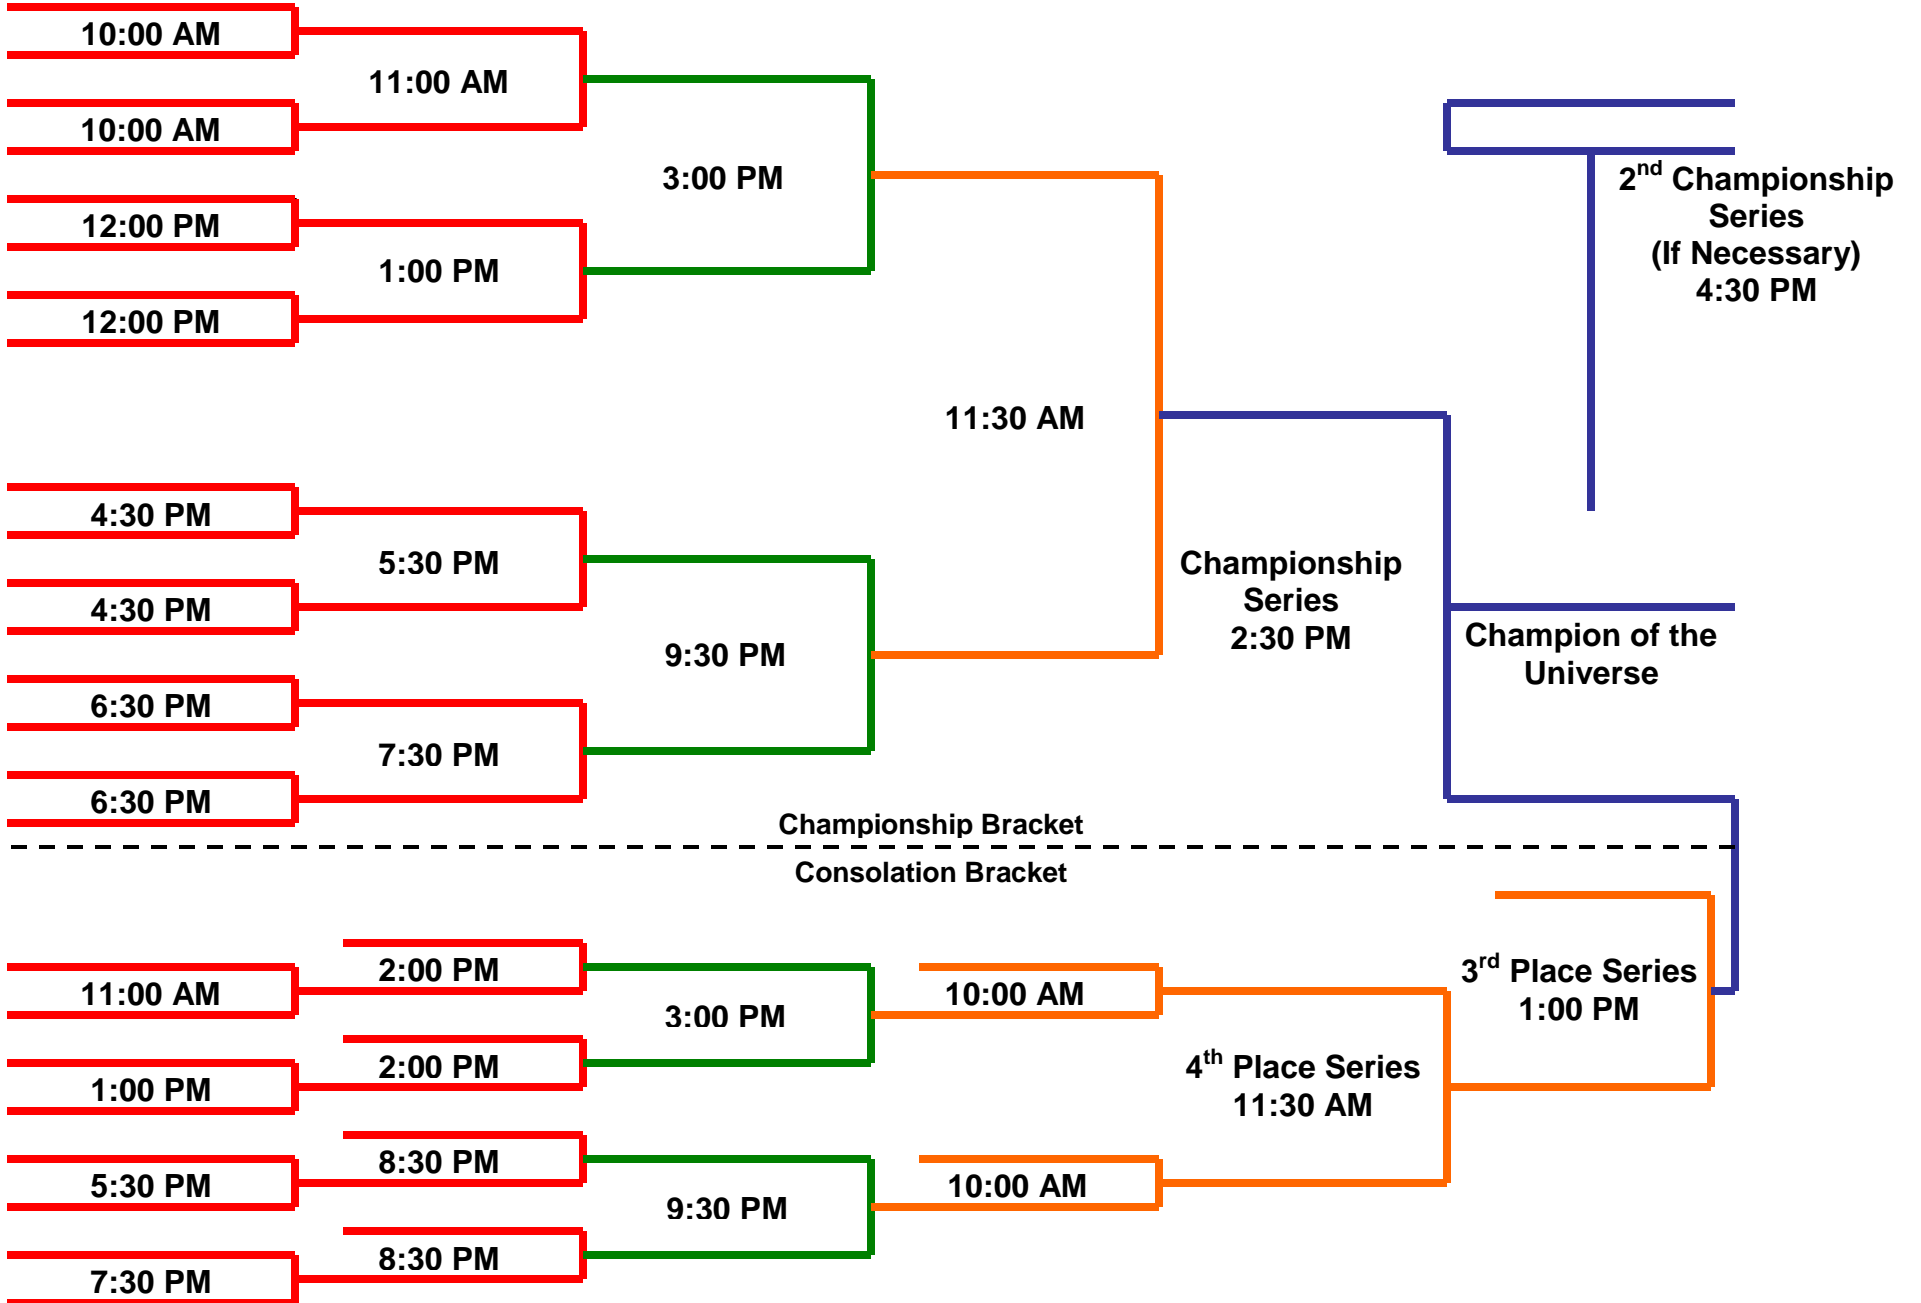 10:00 AM
11:00 AM
10:00 AM
3:00 PM
2nd Championship
Series
(If Necessary)
4:30 PM
12:00 PM
1:00 PM
12:00 PM
11:30 AM
4:30 PM
5:30 PM
4:30 PM
Championship
Series
2:30 PM
9:30 PM
Champion of the
Universe
6:30 PM
7:30 PM
6:30 PM
Championship Bracket
Consolation Bracket
2:00 PM
11:00 AM
3:00 PM
10:00 AM
3rd Place Series
1:00 PM
2:00 PM
1:00 PM
4th Place Series
11:30 AM
8:30 PM
5:30 PM
9:30 PM
10:00 AM
8:30 PM
7:30 PM